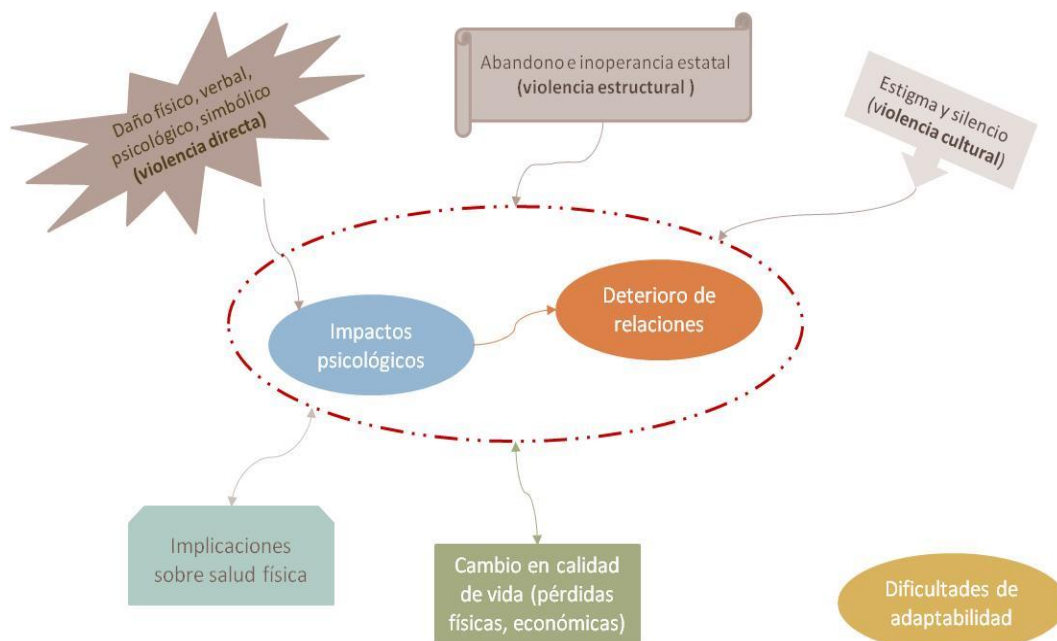 Daño físico, verbal,
psicológico, simbólico
(violencia directa)
Abandono e inoperancia estatal
(violencia estructural )
Estigma y silencio
(violencia cultural)
Impactos
psicológicos
Deterioro de
relaciones
Implicaciones
sobre salud física
Cambio en calidad
de vida (pérdidas
físicas, económicas)
Dificultades de
adaptabilidad